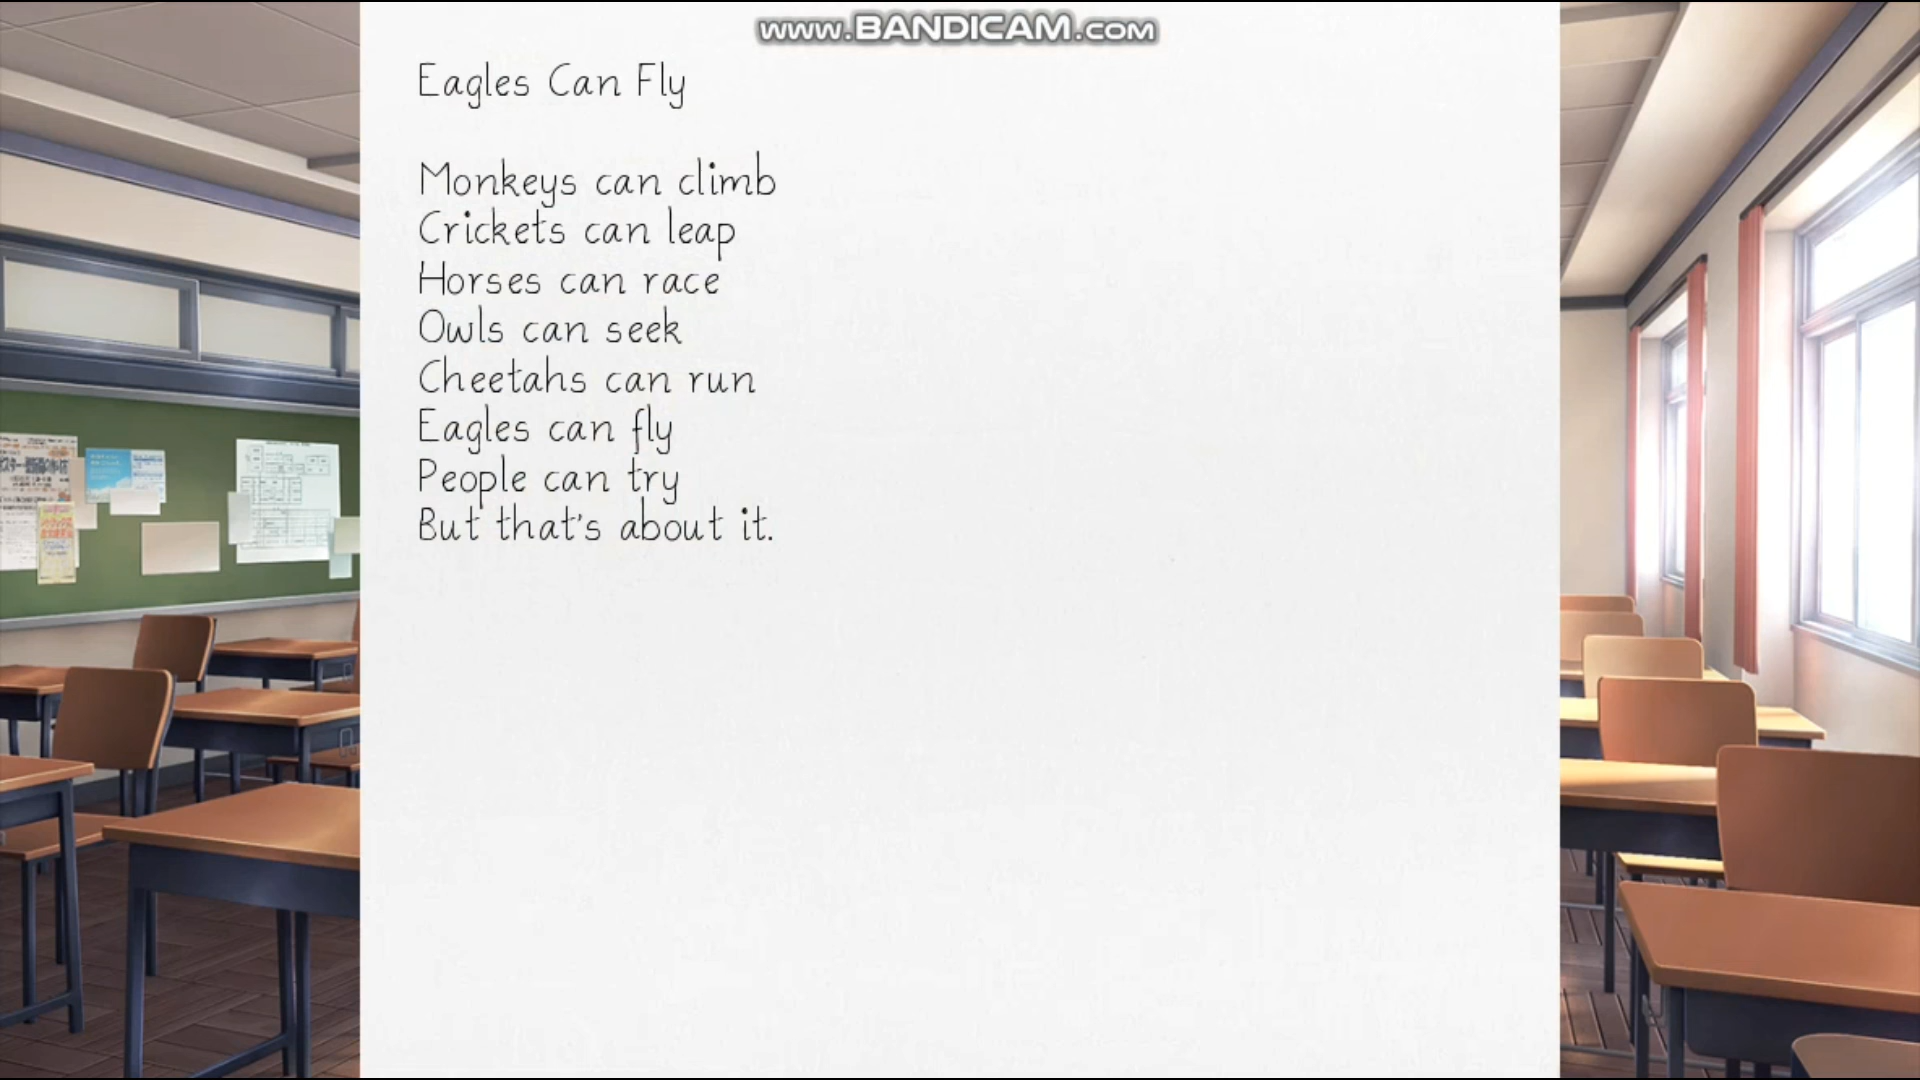 www.BANDICAM.com
Eagles Can Fly
Monkeys can climb
Crickets can leap
Horses can race
Owls can seek
Cheetahs can run
Eagles can fly
People can try
But that's about it.